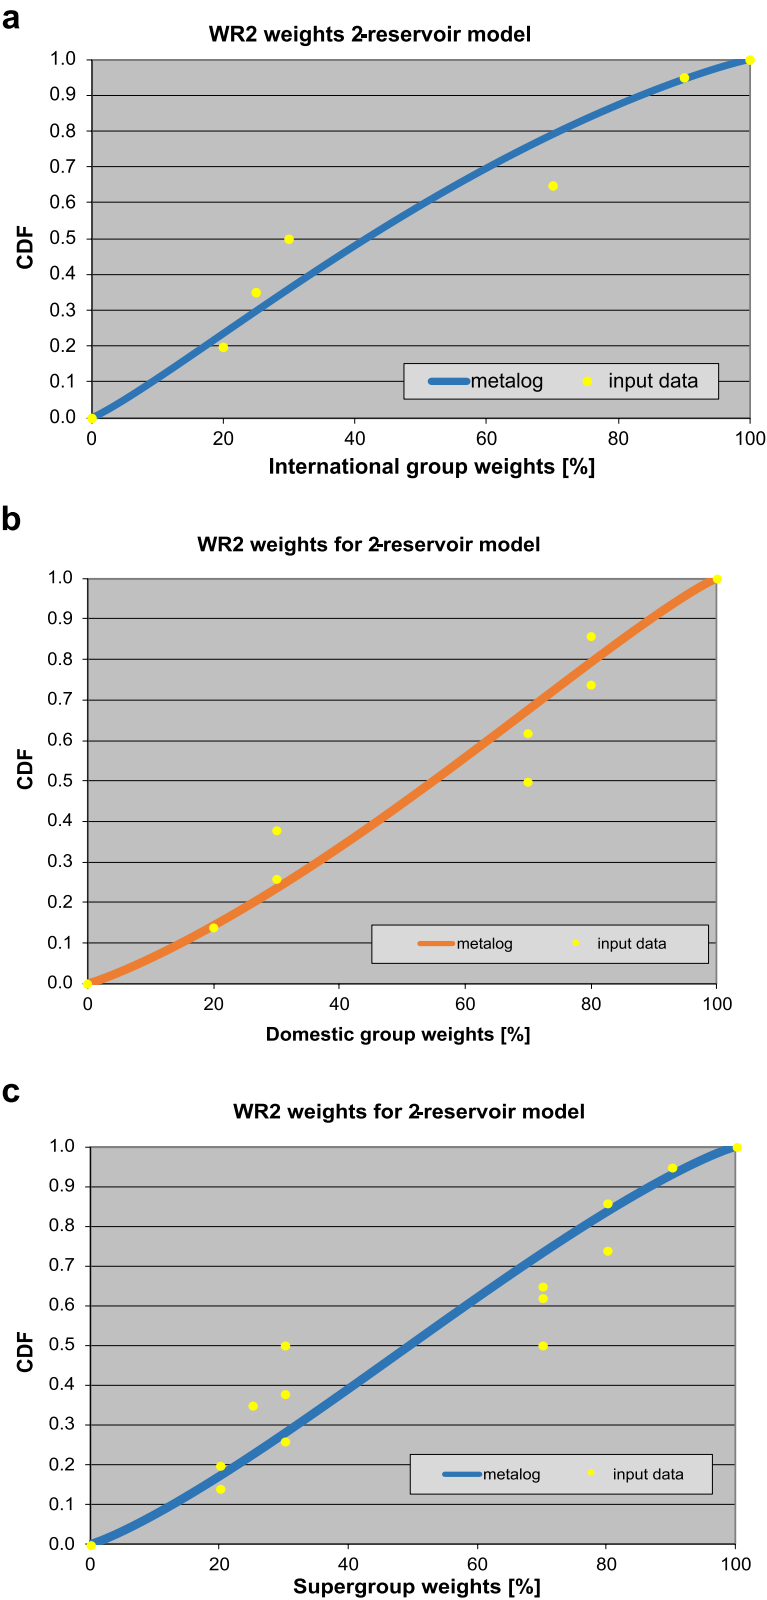 a
WR2 weights 2-reservoir model
1.0
0.9
0.8
0.7
0.6
0.5
0.4
0.3
0.2
0.1
0.0
CDF
metalog
input data
0 20 40 60 80 100
International group weights [%]
b
WR2 weights for 2-reservoir model
1.0
0.9
0.8
0.7
0.6
0.5
0.4
0.3
0.2
0.1
0.0
CDF
metalog
input data
0 20 40 60 80 100
Domestic group weights [%]
c
WR2 weights for 2-reservoir model
1.0
0.9
0.8
0.7
0.6
0.5
0.4
0.3
0.2
0.1
0.0
CDF
metalog
input data
0 20 40 60 80 100
Supergroup weights [%]